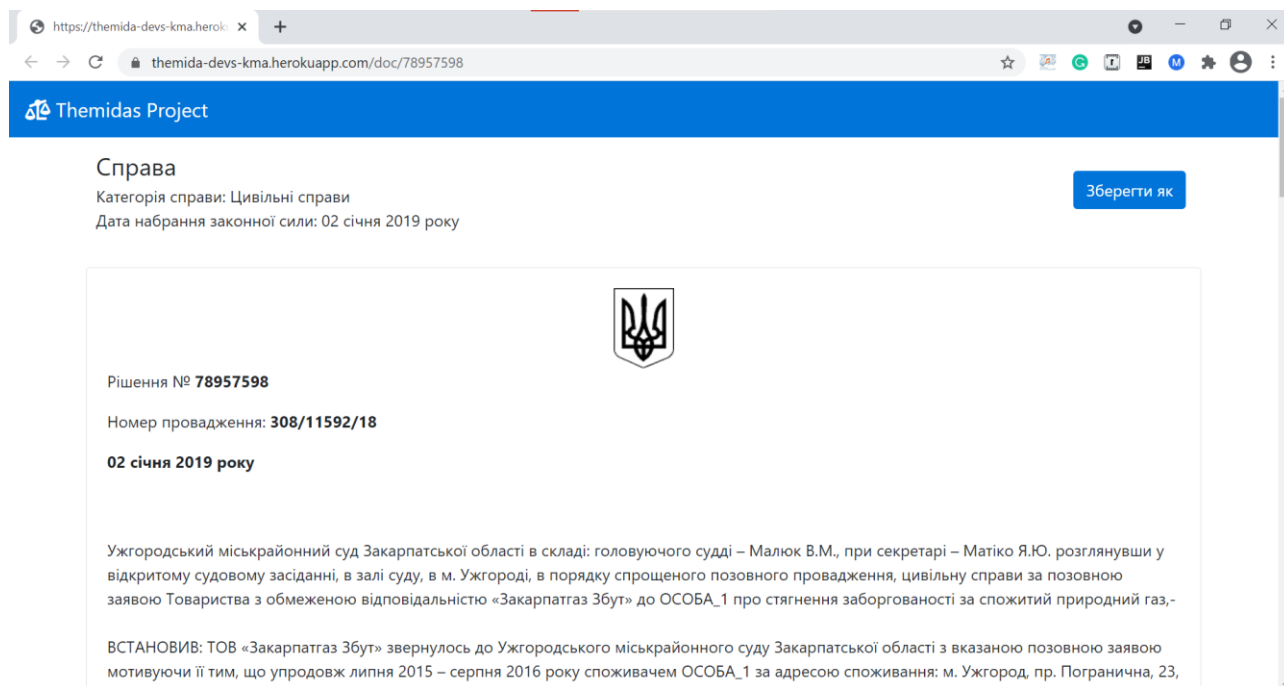 https://themida-devs-kma.herok
themida-devs-kma.herokuapp.com/doc/78957598
Themidas Project
Справа
Категорія справи: Цивільні справи
Дата набрання законної сили: 02 січня 2019 року
Зберегти як
Рішення № 78957598
Номер провадження: 308/11592/18
02 січня 2019 року
Ужгородський міськрайонний суд Закарпатської області в складі: головуючого судді – Малюк В.М., при секретарі – Матіко Я.Ю. розглянувши у
відкритому судовому засіданні, в залі суду, в м. Ужгороді, в порядку спрощеного позовного провадження, цивільну справи за позовною
заявою Товариства з обмеженою відповідальністю «Закарпатгаз Збут» до ОСОБА_1 про стягнення заборгованості за спожитий природний газ,-
ВСТАНОВИВ: ТОВ «Закарпатгаз Збут» звернулось до Ужгородського міськрайонного суду Закарпатської області з вказаною позовною заявою
мотивуючи її тим, що упродовж липня 2015 – серпня 2016 року споживачем ОСОБА_1 за адресою споживання: м. Ужгород, пр. Погранична, 23,